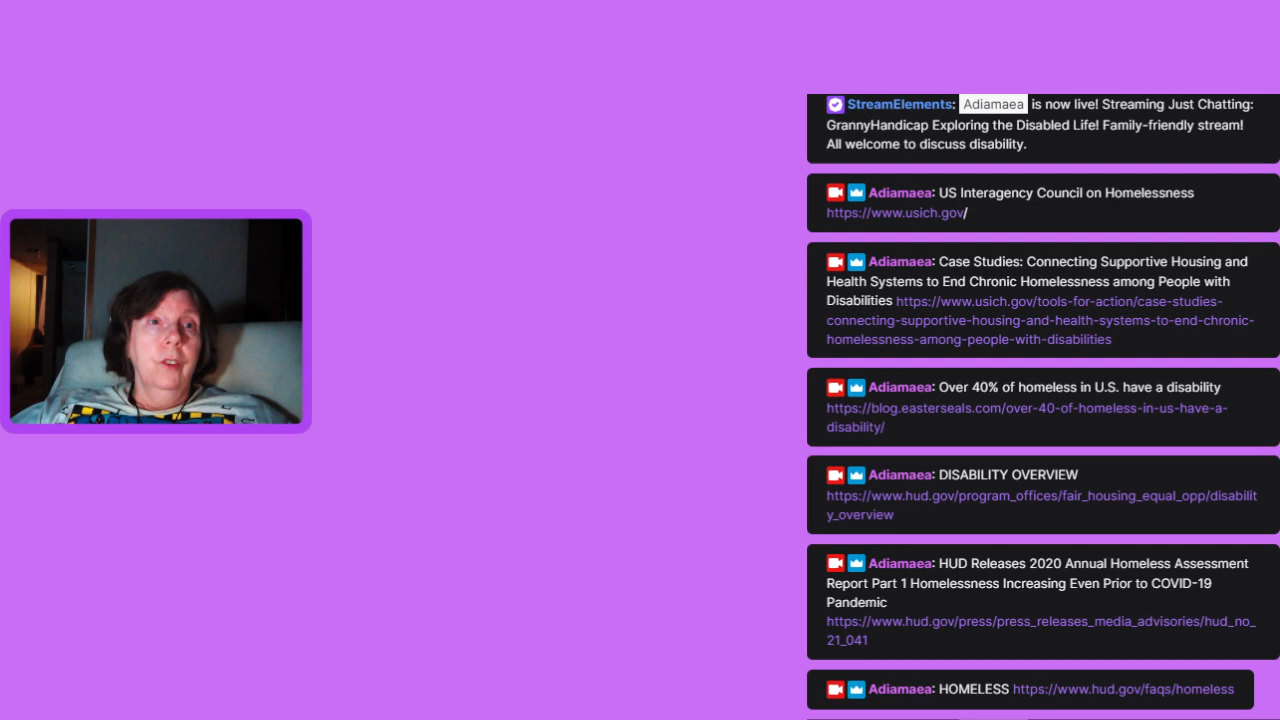 StreamElements: Adiamaea is now live! Streaming Just Chatting:
GrannyHandicap Exploring the Disabled Life! Family-friendly stream!
All welcome to discuss disability.
Adiamaea: US Interagency Council on Homelessness
https://www.usich.gov/
Adiamaea: Case Studies: Connecting Supportive Housing and
Health Systems to End Chronic Homelessness among People with
Disabilities https://www.usich.gov/tools-for-action/case-studies-
connecting-supportive-housing-and-health-systems-to-end-chronic-
homelessness-among-people-with-disabilities
Adiamaea: Over 40% of homeless in U.S. have a disability
https://blog.easterseals.com/over-40-of-homeless-in-us-have-a-
disability/
Adiamaea: DISABILITY OVERVIEW
https://www.hud.gov/program_offices/fair_housing_equal_opp/disabilit
y_overview
Adiamaea: HUD Releases 2020 Annual Homeless Assessment
Report Part 1 Homelessness Increasing Even Prior to COVID-19
Pandemic
https://www.hud.gov/press/press_releases_media_advisories/hud_no_
21_041
Adiamaea: HOMELESS https://www.hud.gov/faqs/homeless